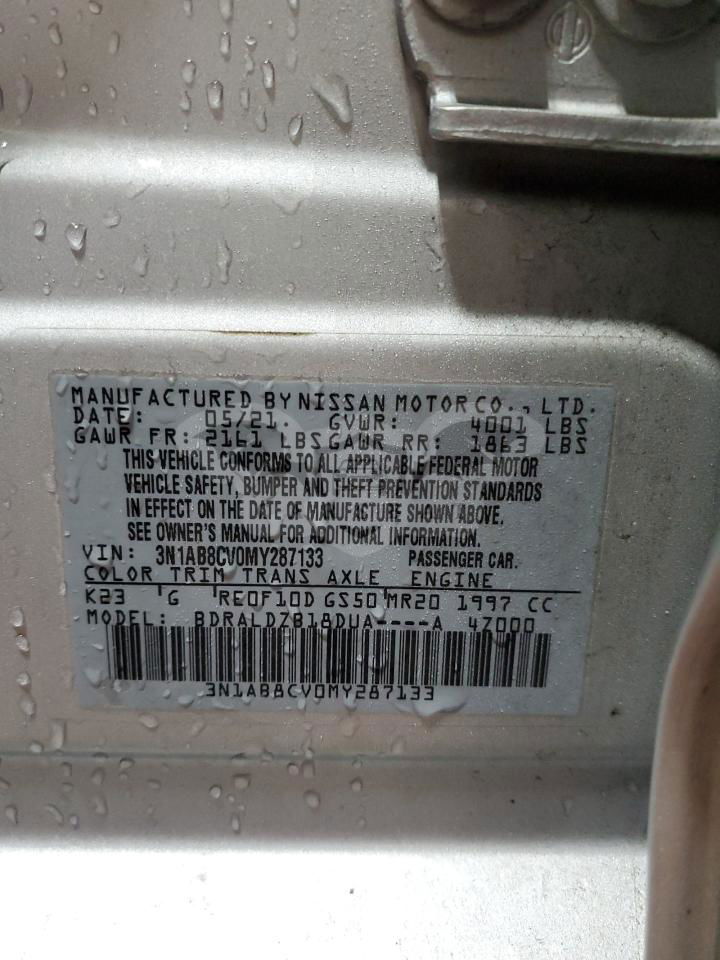 MANUFACTURED BY NISSAN MOTOR CO., LTD.
DATE: 05/21. GVWR: 4001 LBS
GAWR FR: 2161 LBS GAWR RR: 1863 LBS
THIS VEHICLE CONFORMS TO ALL APPLICABLE FEDERAL MOTOR
VEHICLE SAFETY, BUMPER AND THEFT PREVENTION STANDARDS
IN EFFECT ON THE DATE OF MANUFACTURE SHOWN ABOVE.
SEE OWNER'S MANUAL FOR ADDITIONAL INFORMATION.
VIN: 3N1AB8CV0MY287133 PASSENGER CAR.
COLOR TRIM TRANS AXLE ENGINE
K23 G RE0F10D GS50 MR20 1997 CC
MODEL: BDRALDZB18DUA----A 4Z000
3N1AB8CV0MY287133